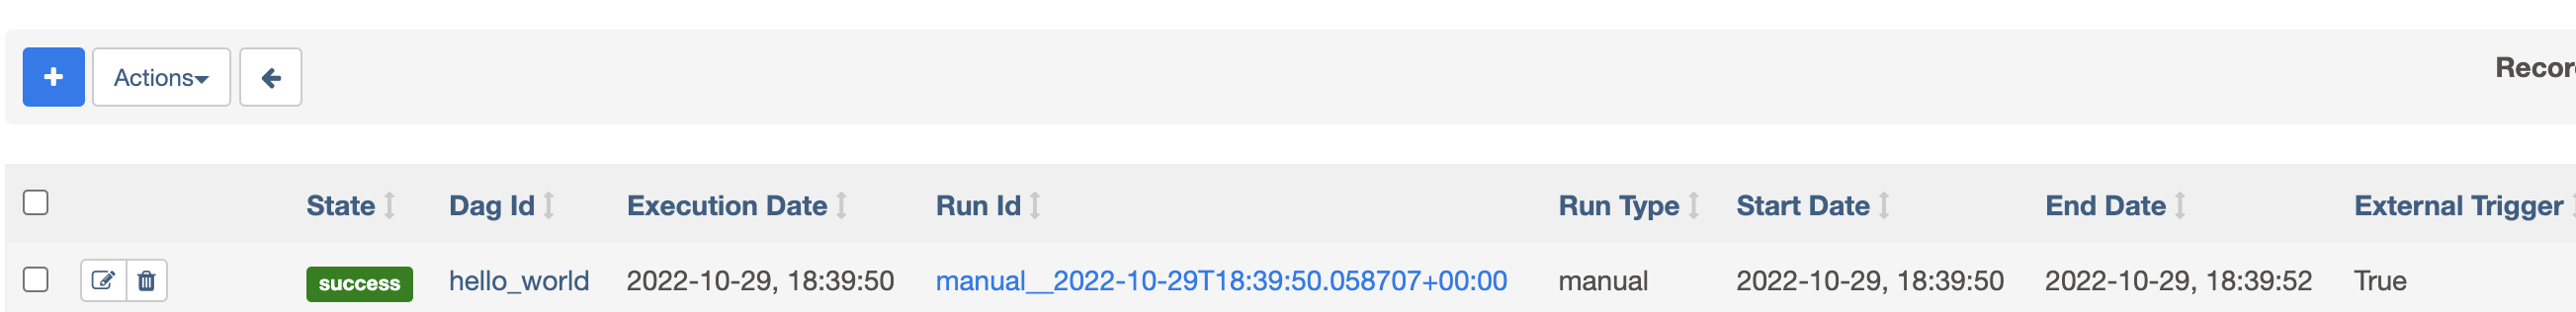 + Actions
Recor
State Dag Id Execution Date Run Id Run Type Start Date End Date External Trigger
success hello_world 2022-10-29, 18:39:50 manual__2022-10-29T18:39:50.058707+00:00 manual 2022-10-29, 18:39:50 2022-10-29, 18:39:52 True